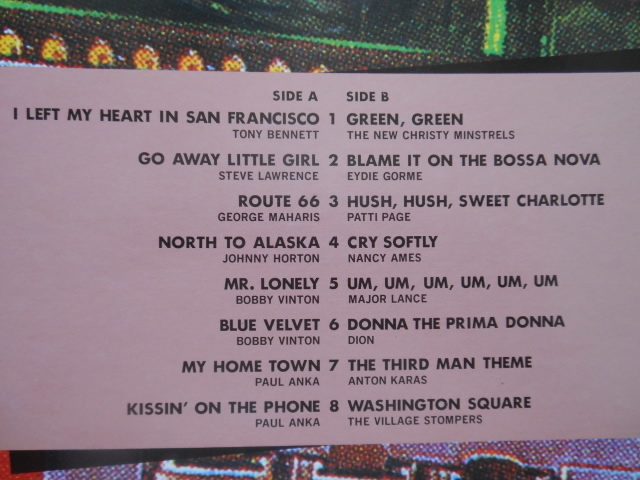 SIDE A SIDE B
I LEFT MY HEART IN SAN FRANCISCO 1 GREEN, GREEN
TONY BENNETT THE NEW CHRISTY MINSTRELS
GO AWAY LITTLE GIRL 2 BLAME IT ON THE BOSSA NOVA
STEVE LAWRENCE EYDIE GORME
ROUTE 66 3 HUSH, HUSH, SWEET CHARLOTTE
GEORGE MAHARIS PATTI PAGE
NORTH TO ALASKA 4 CRY SOFTLY
JOHNNY HORTON NANCY AMES
MR. LONELY 5 UM, UM, UM, UM, UM, UM
BOBBY VINTON MAJOR LANCE
BLUE VELVET 6 DONNA THE PRIMA DONNA
BOBBY VINTON DION
MY HOME TOWN 7 THE THIRD MAN THEME
PAUL ANKA ANTON KARAS
KISSIN' ON THE PHONE 8 WASHINGTON SQUARE
PAUL ANKA THE VILLAGE STOMPERS